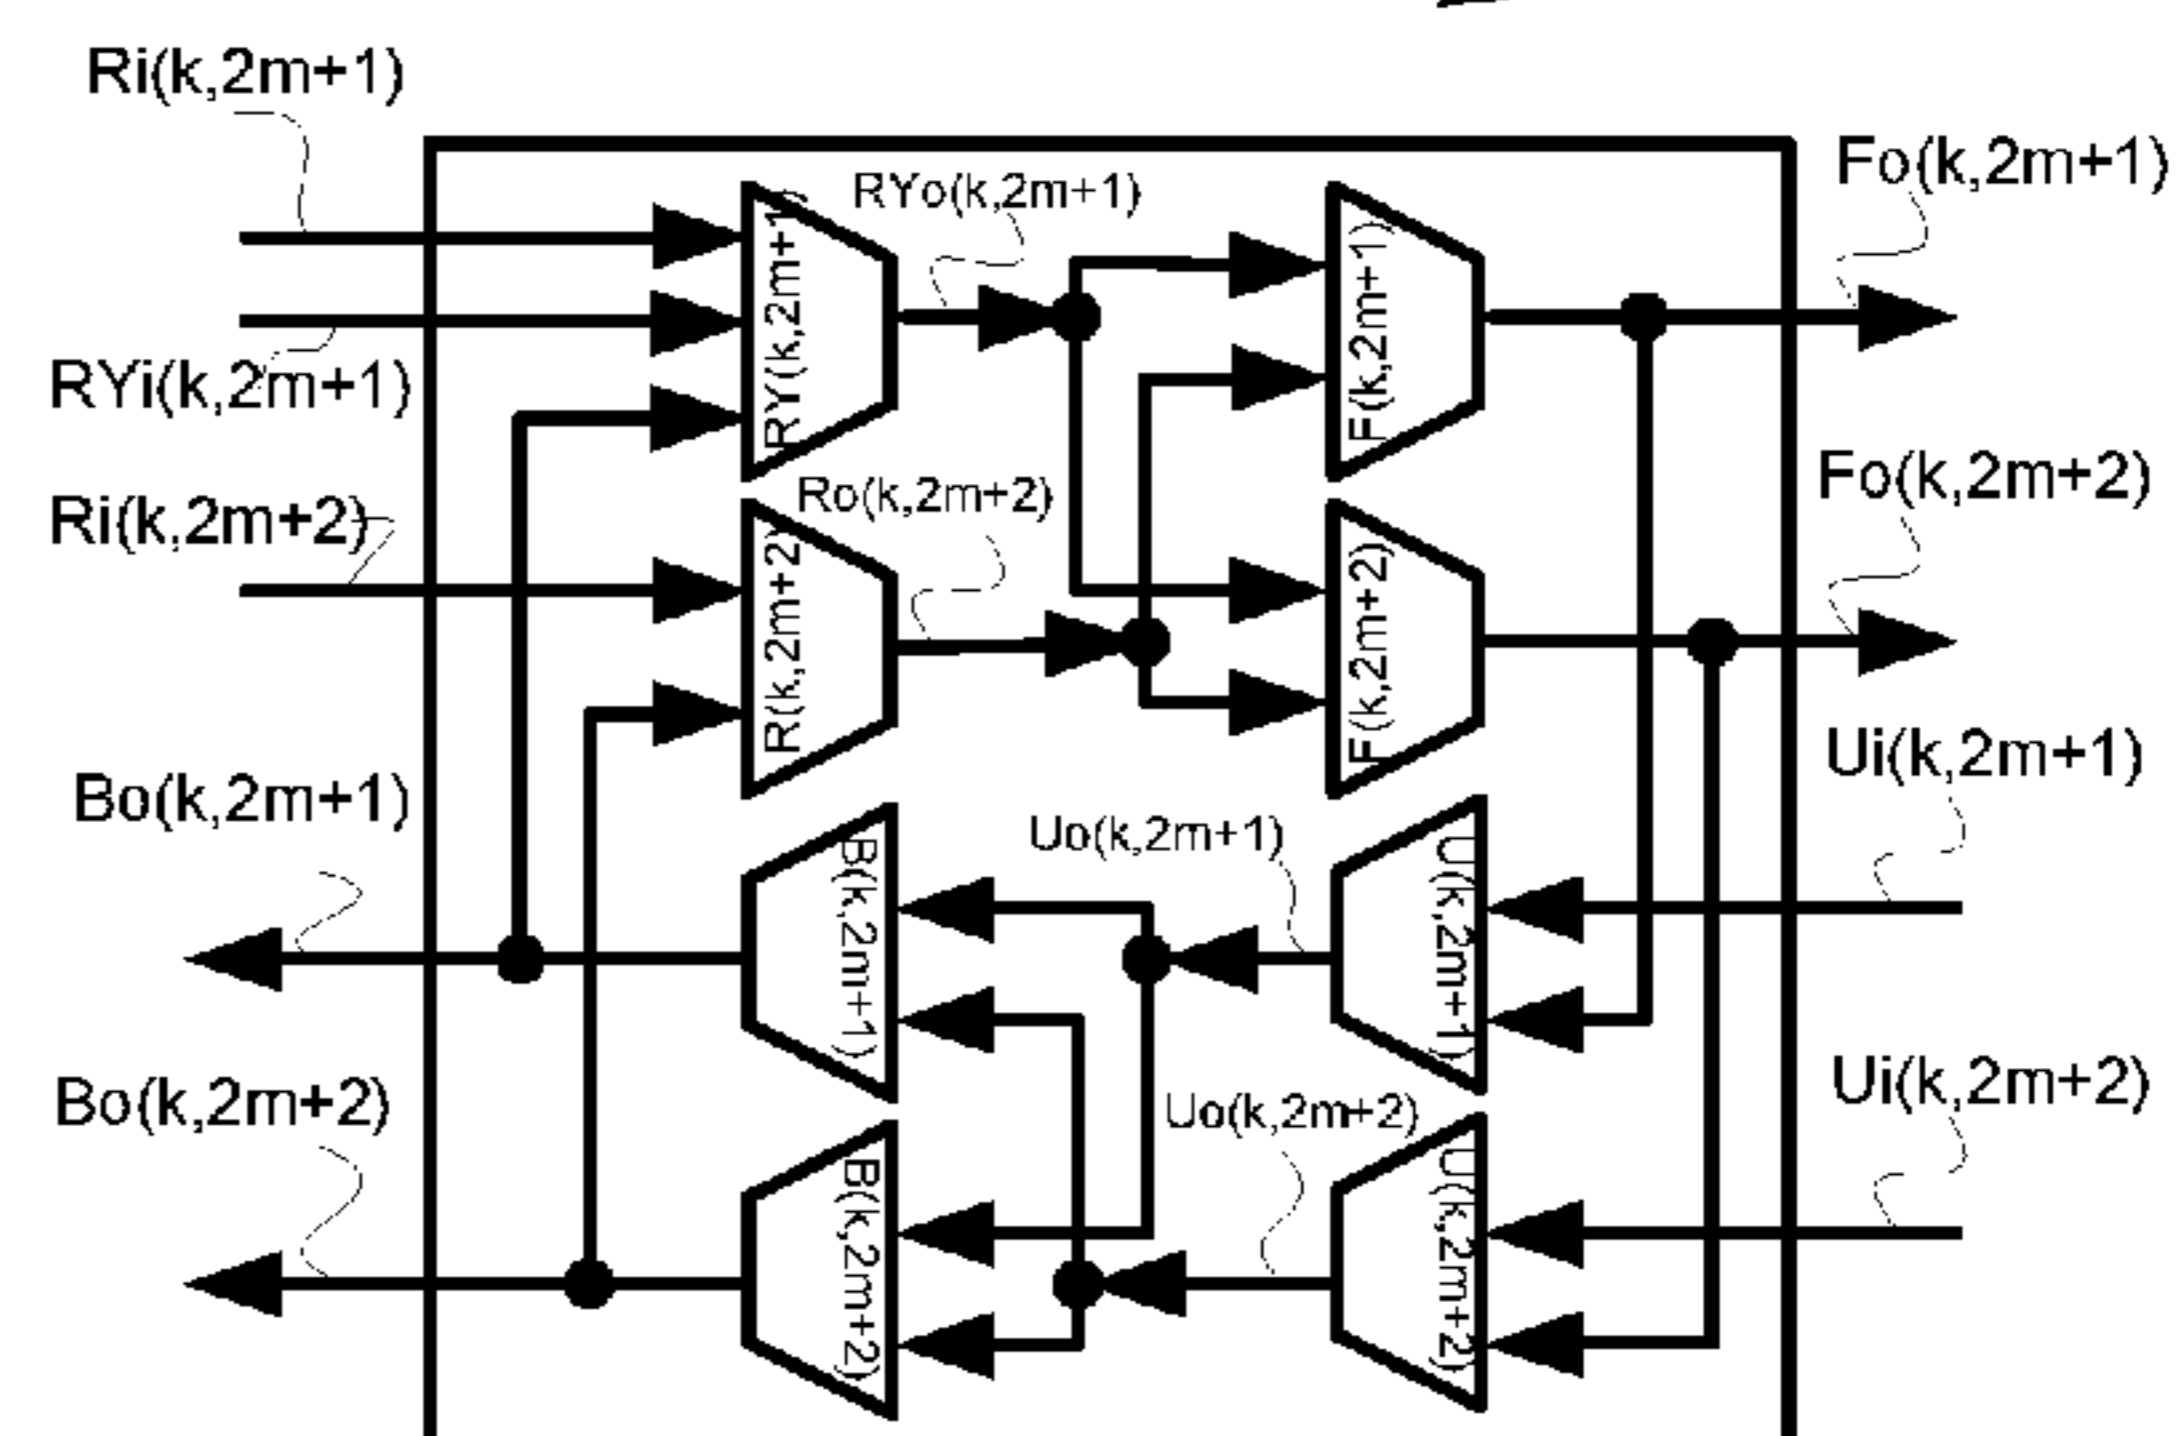 Ri(k,2m+1)
Fo(k,2m+1)
RYo(k,2m+1)
RY(k,2m+1)
F(k,2m+1)
RYi(k,2m+1)
Ri(k,2m+2)
Ro(k,2m+2)
Fo(k,2m+2)
R(k,2m+2)
F(k,2m+2)
Ui(k,2m+1)
Bo(k,2m+1)
Uo(k,2m+1)
B(k,2m+1)
U(k,2m+1)
Bo(k,2m+2)
Uo(k,2m+2)
Ui(k,2m+2)
B(k,2m+2)
U(k,2m+2)